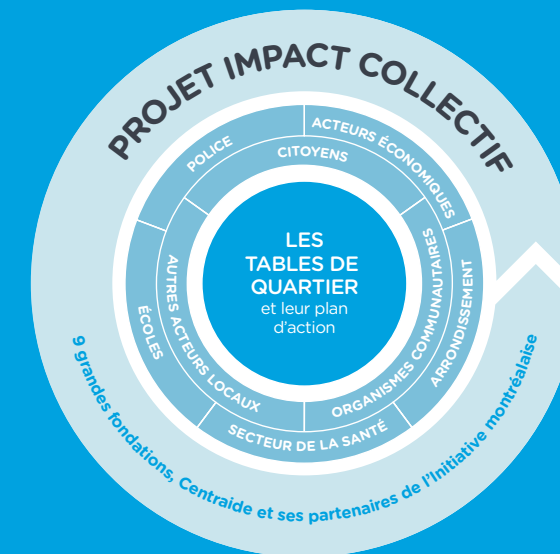 PROJET IMPACT COLLECTIF
POLICE
ACTEURS ÉCONOMIQUES
CITOYENS
LES
TABLES DE
QUARTIER
et leur plan
d'action
AUTRES ACTEURS LOCAUX
ORGANISMES COMMUNAUTAIRES
ÉCOLES
ARRONDISSEMENT
SECTEUR DE LA SANTÉ
9 grandes fondations, Centraide et ses partenaires de l'Initiative montréalaise